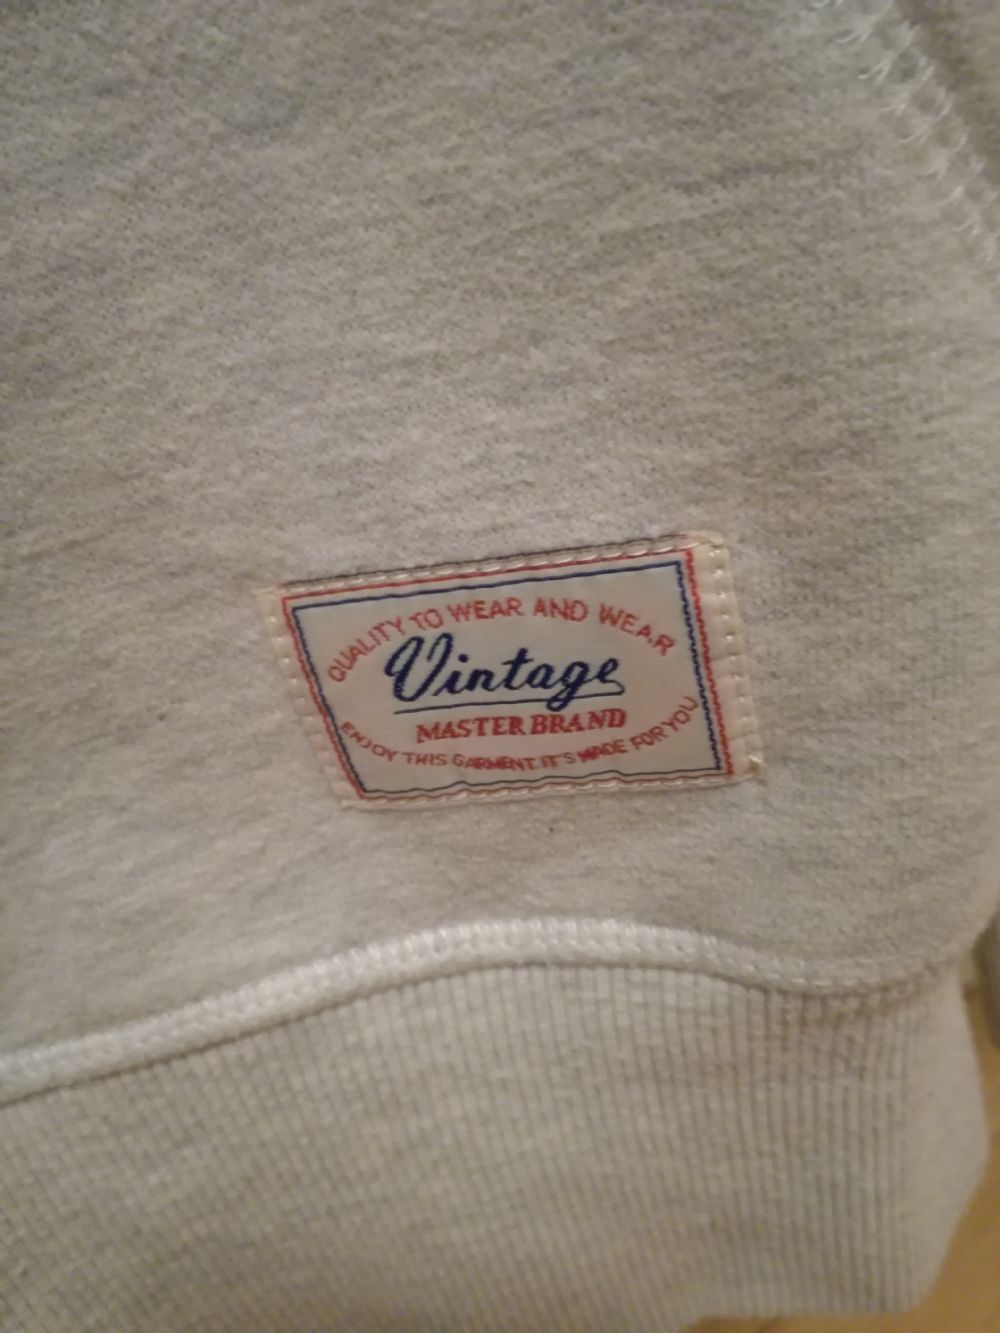 QUALITY TO WEAR AND WEAR
Vintage
MASTER BRAND
ENJOY THIS GARMENT. IT'S MADE FOR YOU